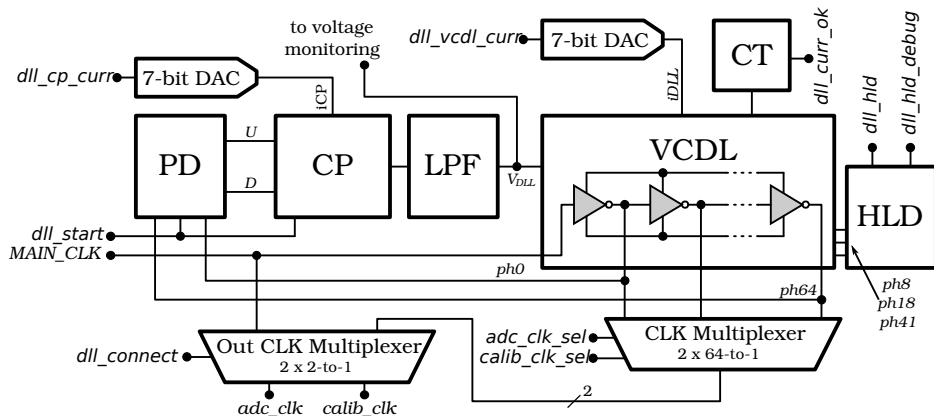 to voltage
monitoring
dll_vcdl_curr
7-bit DAC
dll_cp_curr
7-bit DAC
iCP
iDLL
CT
dll_curr_ok
dll_hld
dll_hld_debug
PD
U
D
CP
LPF
V_DLL
VCDL
HLD
dll_start
MAIN_CLK
ph0
ph64
ph8
ph18
ph41
Out CLK Multiplexer
2 x 2-to-1
dll_connect
adc_clk
calib_clk
adc_clk_sel
calib_clk_sel
CLK Multiplexer
2 x 64-to-1
2